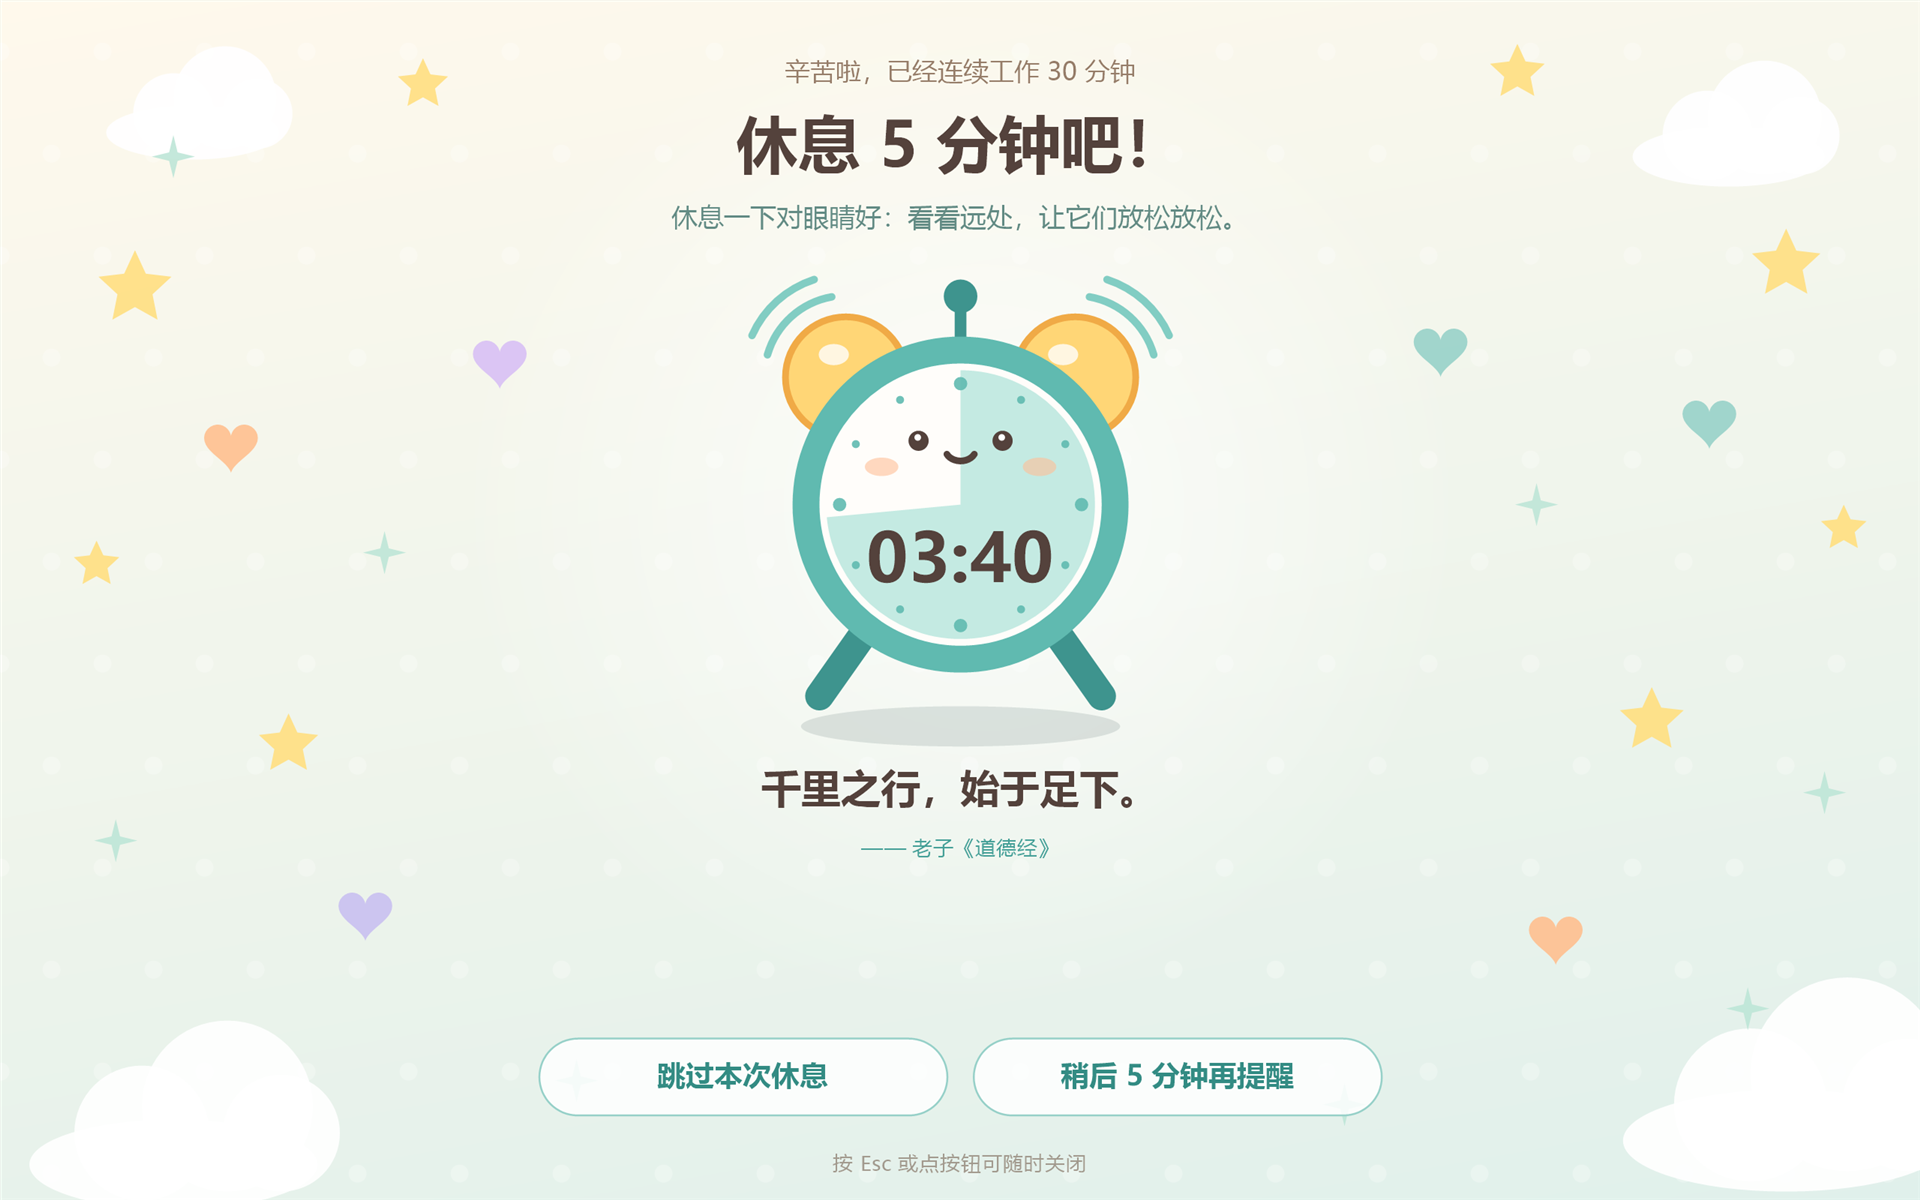 辛苦啦，已经连续工作 30 分钟
休息 5 分钟吧！
休息一下对眼睛好：看看远处，让它们放松放松。
03:40
千里之行，始于足下。
—— 老子《道德经》
跳过本次休息
稍后 5 分钟再提醒
按 Esc 或点按钮可随时关闭